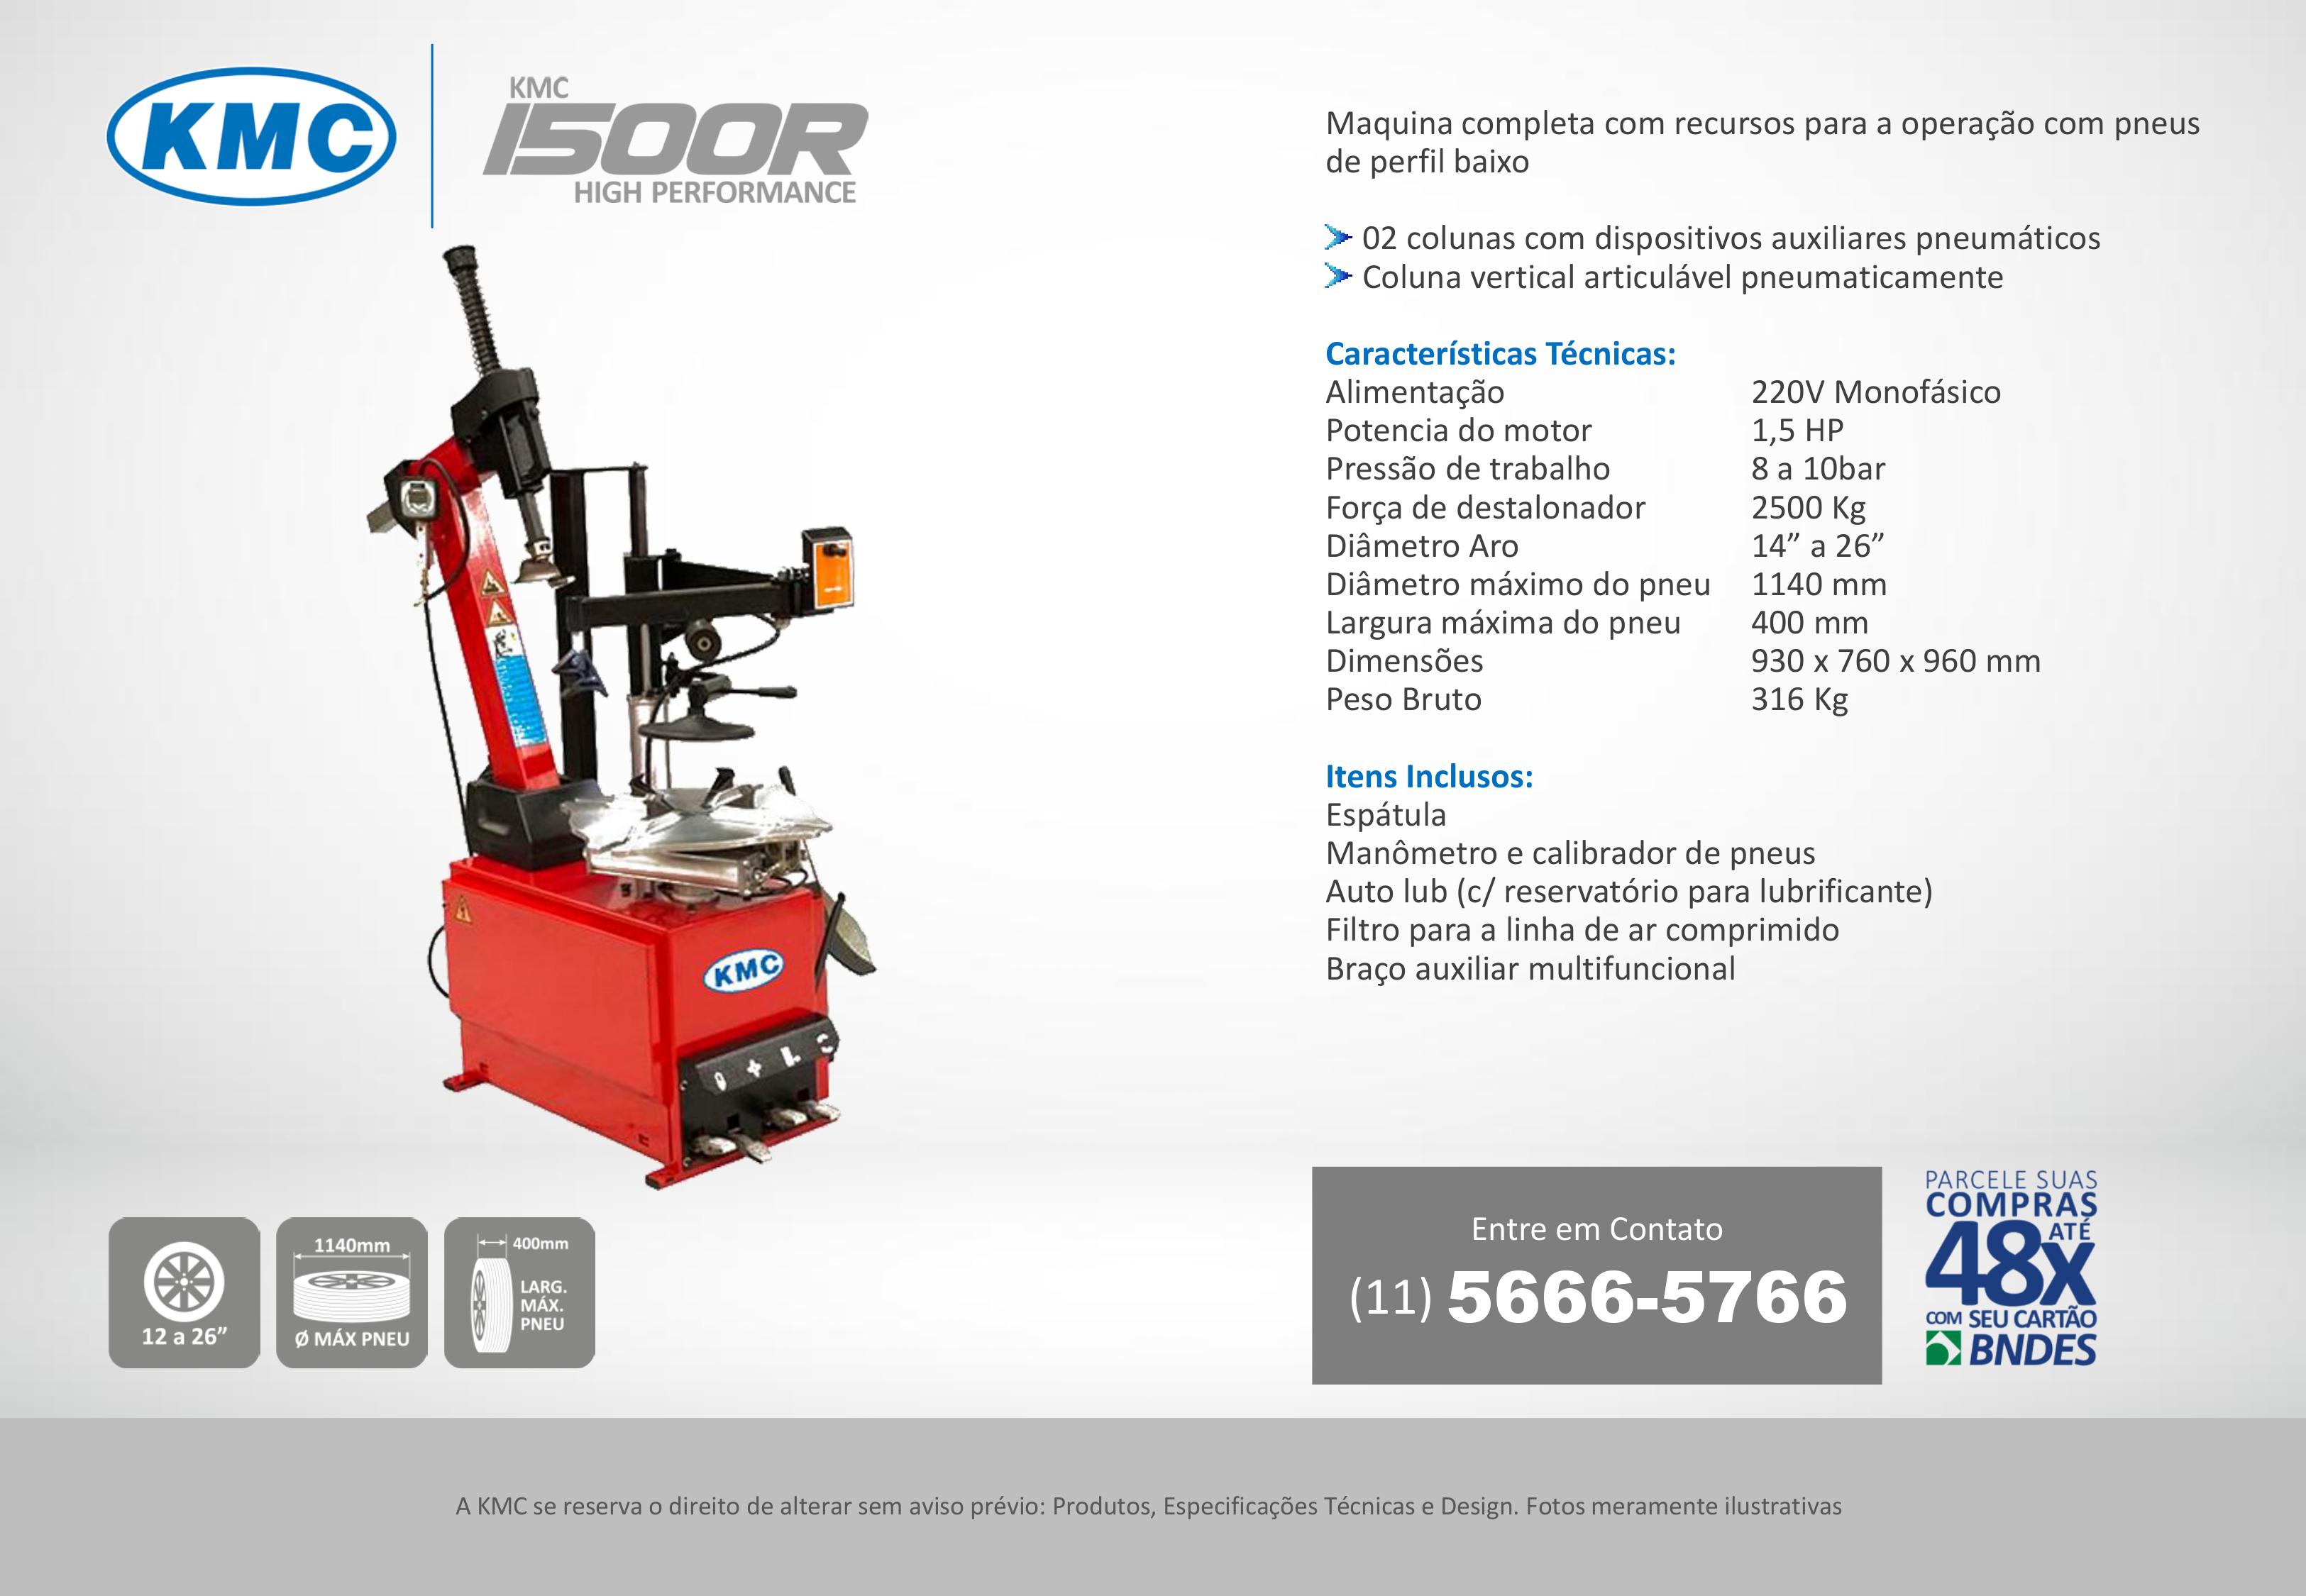 KMC
KMC
1500R
HIGH PERFORMANCE
Maquina completa com recursos para a operação com pneus
de perfil baixo
02 colunas com dispositivos auxiliares pneumáticos
Coluna vertical articulável pneumaticamente
Características Técnicas:
Alimentação 220V Monofásico
Potencia do motor 1,5 HP
Pressão de trabalho 8 a 10bar
Força de destalonador 2500 Kg
Diâmetro Aro 14” a 26”
Diâmetro máximo do pneu 1140 mm
Largura máxima do pneu 400 mm
Dimensões 930 x 760 x 960 mm
Peso Bruto 316 Kg
Itens Inclusos:
Espátula
Manômetro e calibrador de pneus
Auto lub (c/ reservatório para lubrificante)
Filtro para a linha de ar comprimido
Braço auxiliar multifuncional
KMC
12 a 26”
1140mm
Ø MÁX PNEU
400mm
LARG.
MÁX.
PNEU
Entre em Contato
(11) 5666-5766
PARCELE SUAS
COMPRAS
ATÉ
48x
COM SEU CARTÃO
BNDES
A KMC se reserva o direito de alterar sem aviso prévio: Produtos, Especificações Técnicas e Design. Fotos meramente ilustrativas